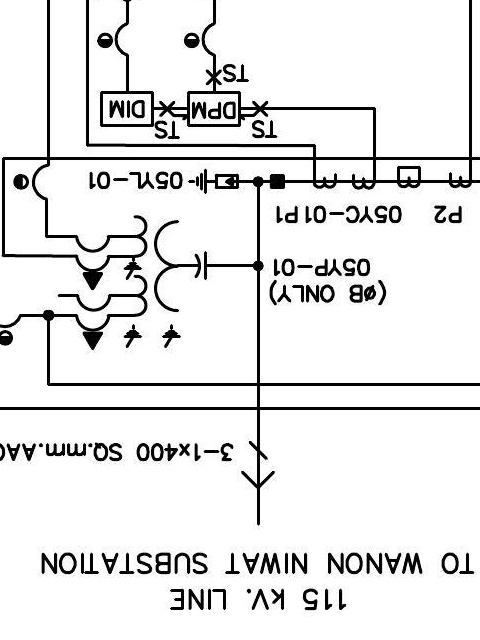 115 kV. LINE
TO WANON NIWAT SUBSTATION
3-1x400 SQ.mm.AAC
(ØB ONLY)
05YP-01
P2 05YC-01 P1 05YL-01
TS TS
DPM DIM
TS